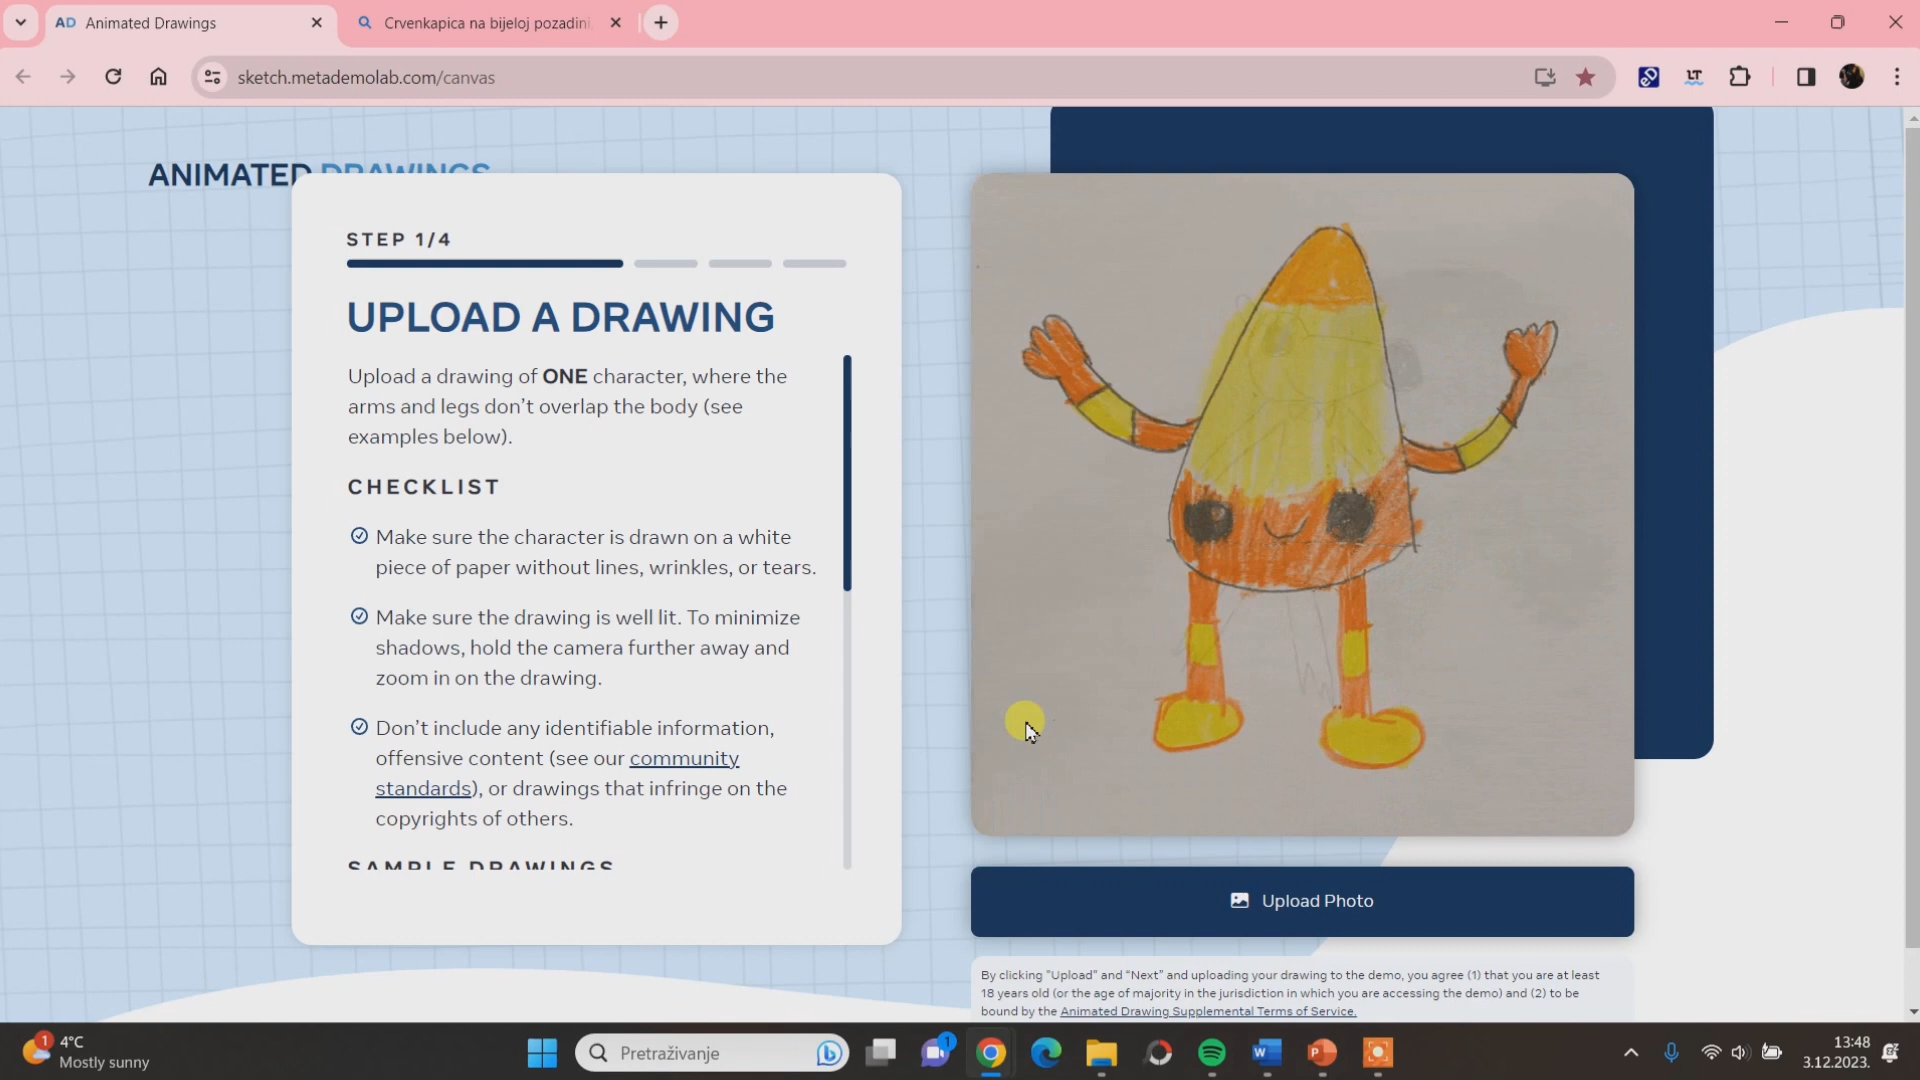 AD Animated Drawings
Crvenkapica na bijeloj pozadini.
sketch.metademolab.com/canvas
LT
ANIMATED DRAWINGS
STEP 1/4
UPLOAD A DRAWING
Upload a drawing of ONE character, where the
arms and legs don't overlap the body (see
examples below).
CHECKLIST
Make sure the character is drawn on a white
piece of paper without lines, wrinkles, or tears.
Make sure the drawing is well lit. To minimize
shadows, hold the camera further away and
zoom in on the drawing.
Don't include any identifiable information,
offensive content (see our community
standards), or drawings that infringe on the
copyrights of others.
SAMPLE DRAWINGS
Upload Photo
By clicking "Upload" and "Next" and uploading your drawing to the demo, you agree (1) that you are at least
18 years old (or the age of majority in the jurisdiction in which you are accessing the demo) and (2) to be
bound by the Animated Drawing Supplemental Terms of Service.
1
4°C
Mostly sunny
Pretraživanje
1
13:48
3.12.2023.